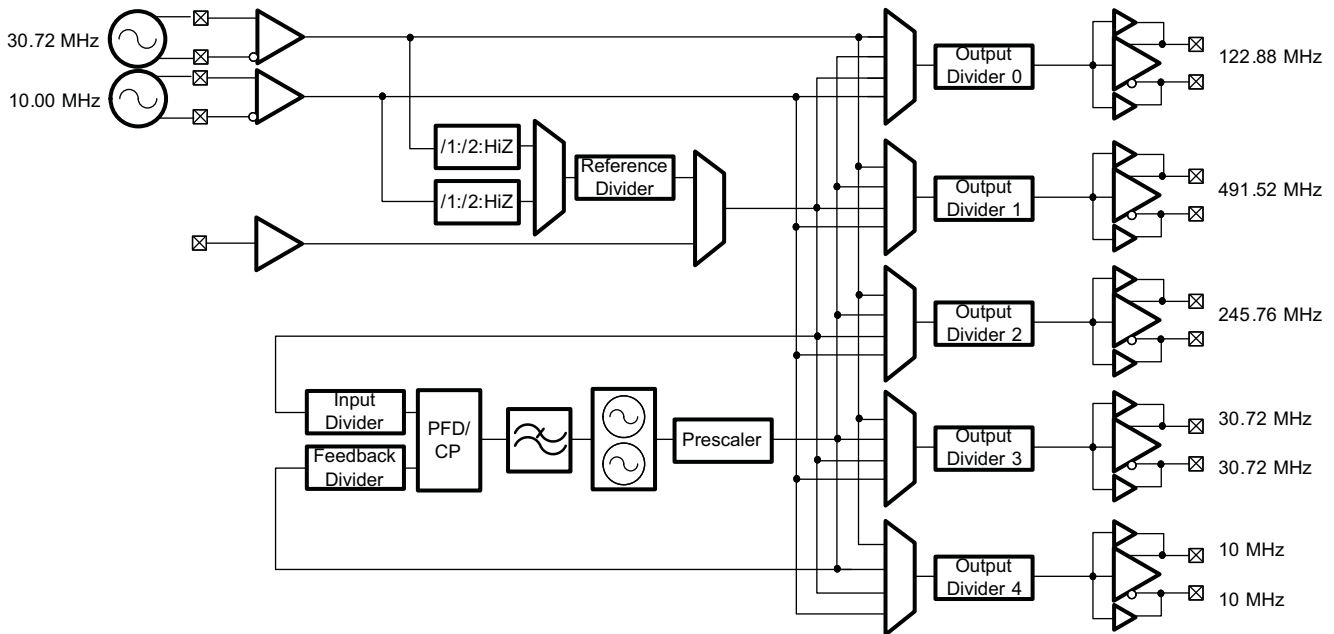 30.72 MHz
10.00 MHz
/1:/2:HiZ
/1:/2:HiZ
Reference
Divider
Input
Divider
Feedback
Divider
PFD/
CP
Prescaler
Output
Divider 0
122.88 MHz
Output
Divider 1
491.52 MHz
Output
Divider 2
245.76 MHz
Output
Divider 3
30.72 MHz
30.72 MHz
Output
Divider 4
10 MHz
10 MHz